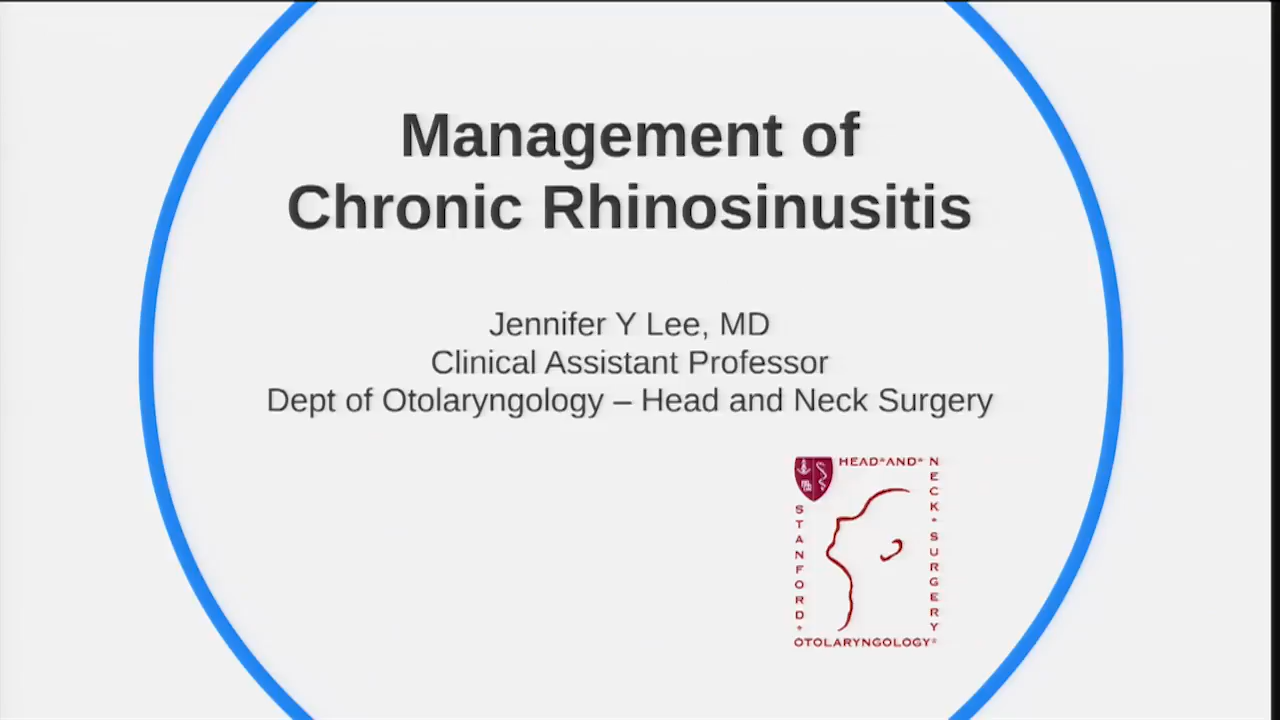 Management of
Chronic Rhinosinusitis
Jennifer Y Lee, MD
Clinical Assistant Professor
Dept of Otolaryngology – Head and Neck Surgery
HEAD*AND*
NECK*SURGERY
STANFORD*
OTOLARYNGOLOGY*